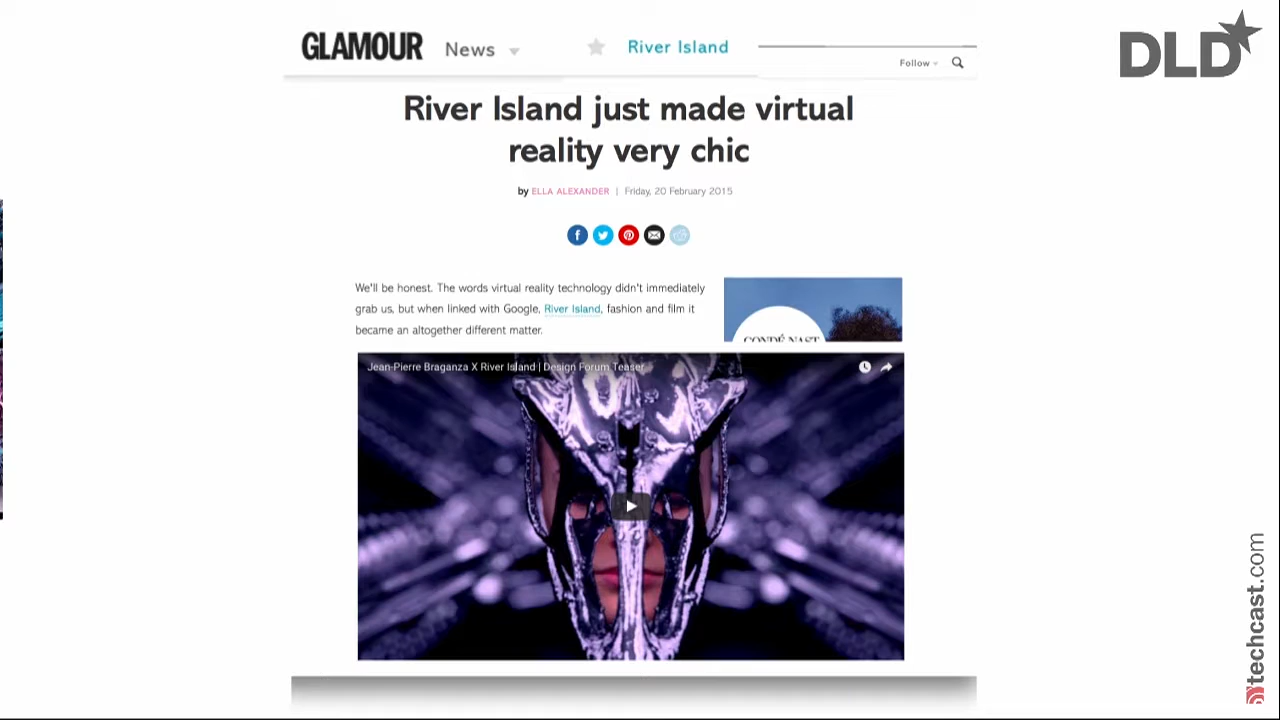 GLAMOUR News River Island
Follow
DLD
River Island just made virtual
reality very chic
by ELLA ALEXANDER | Friday, 20 February 2015
We'll be honest. The words virtual reality technology didn't immediately
grab us, but when linked with Google, River Island, fashion and film it
became an altogether different matter.
CONDÉ NAST
Jean-Pierre Braganza X River Island | Design Forum Teaser
techcast.com